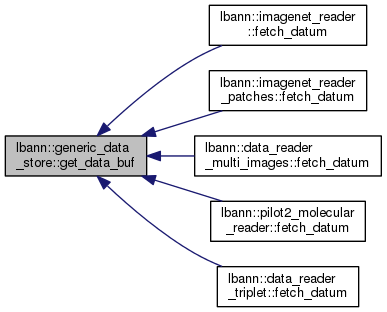 lbann::imagenet_reader
::fetch_datum
lbann::imagenet_reader
_patches::fetch_datum
lbann::generic_data
_store::get_data_buf
lbann::data_reader
_multi_images::fetch_datum
lbann::pilot2_molecular
_reader::fetch_datum
lbann::data_reader
_triplet::fetch_datum